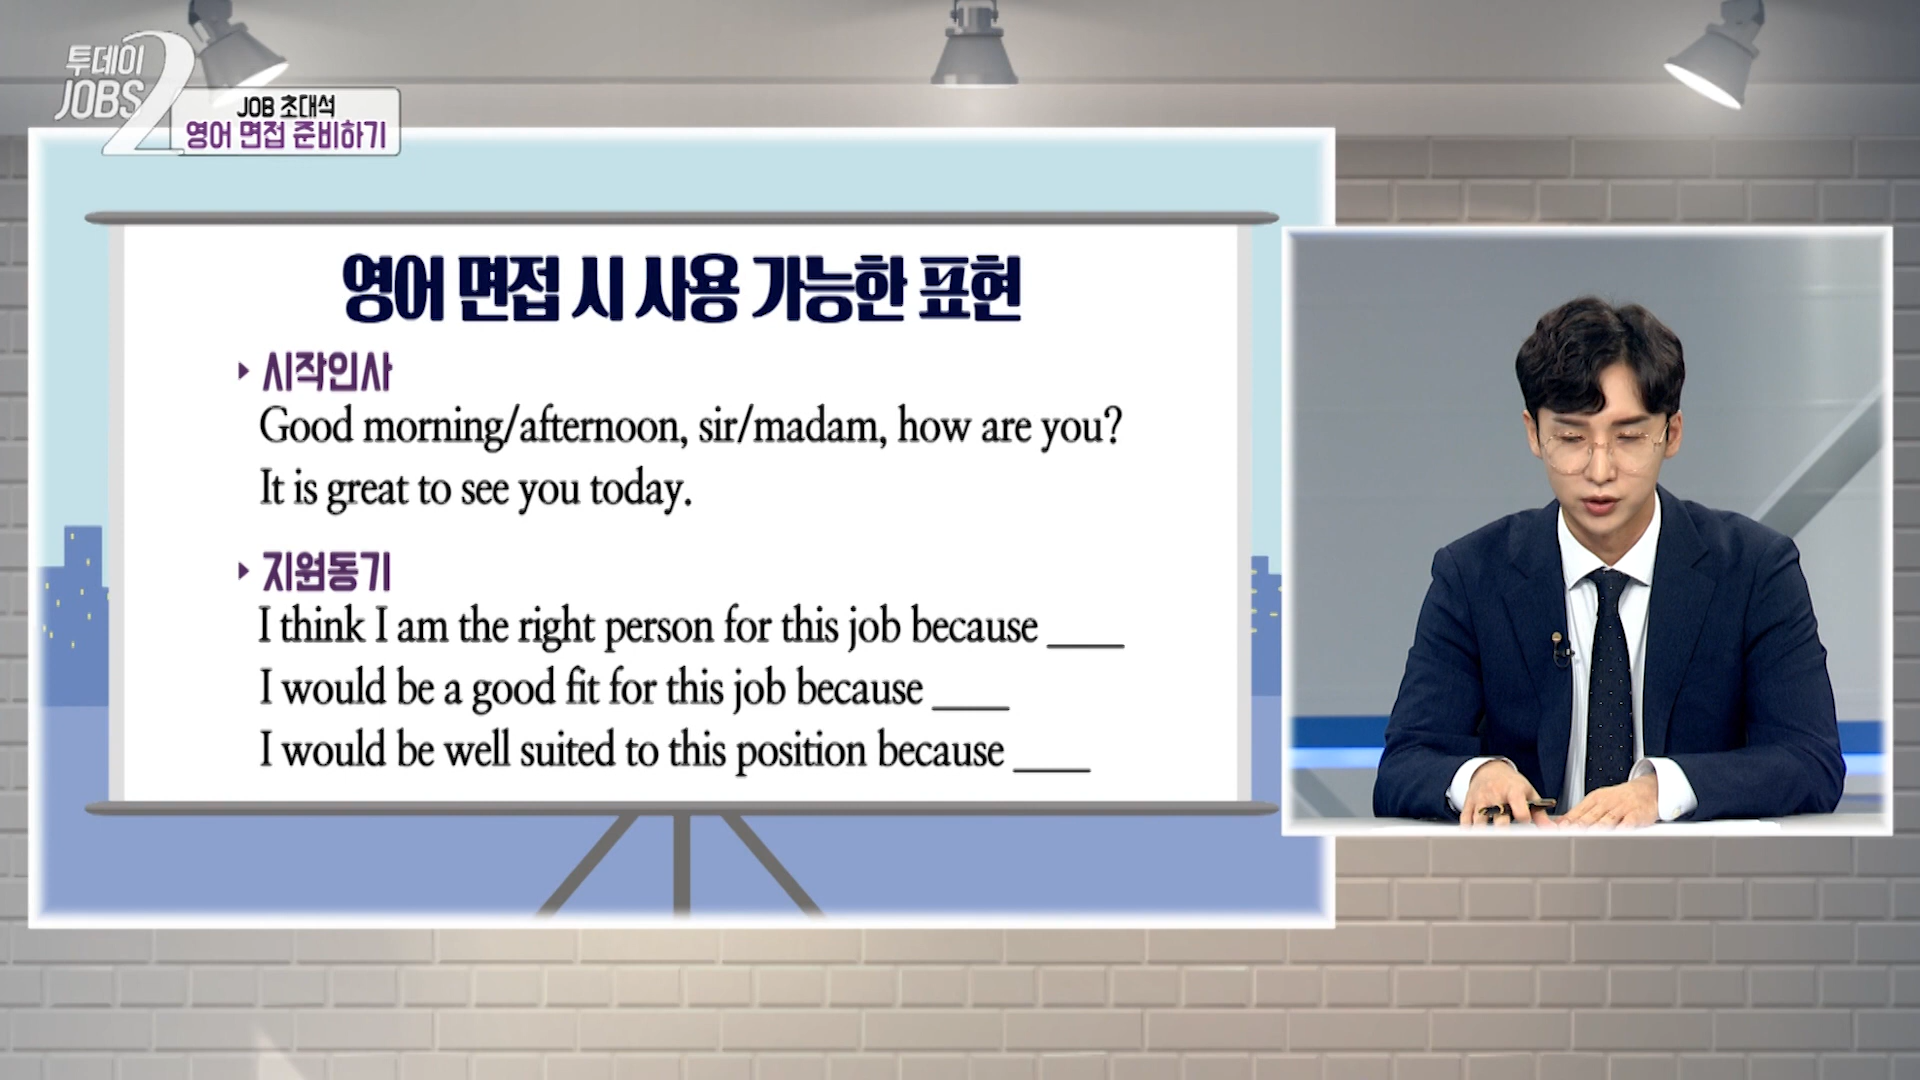 투데이
JOBS2
JOB 초대석
영어 면접 준비하기
영어 면접 시 사용 가능한 표현
시작인사
Good morning/afternoon, sir/madam, how are you?
It is great to see you today.
지원동기
I think I am the right person for this job because ____
I would be a good fit for this job because ____
I would be well suited to this position because ____